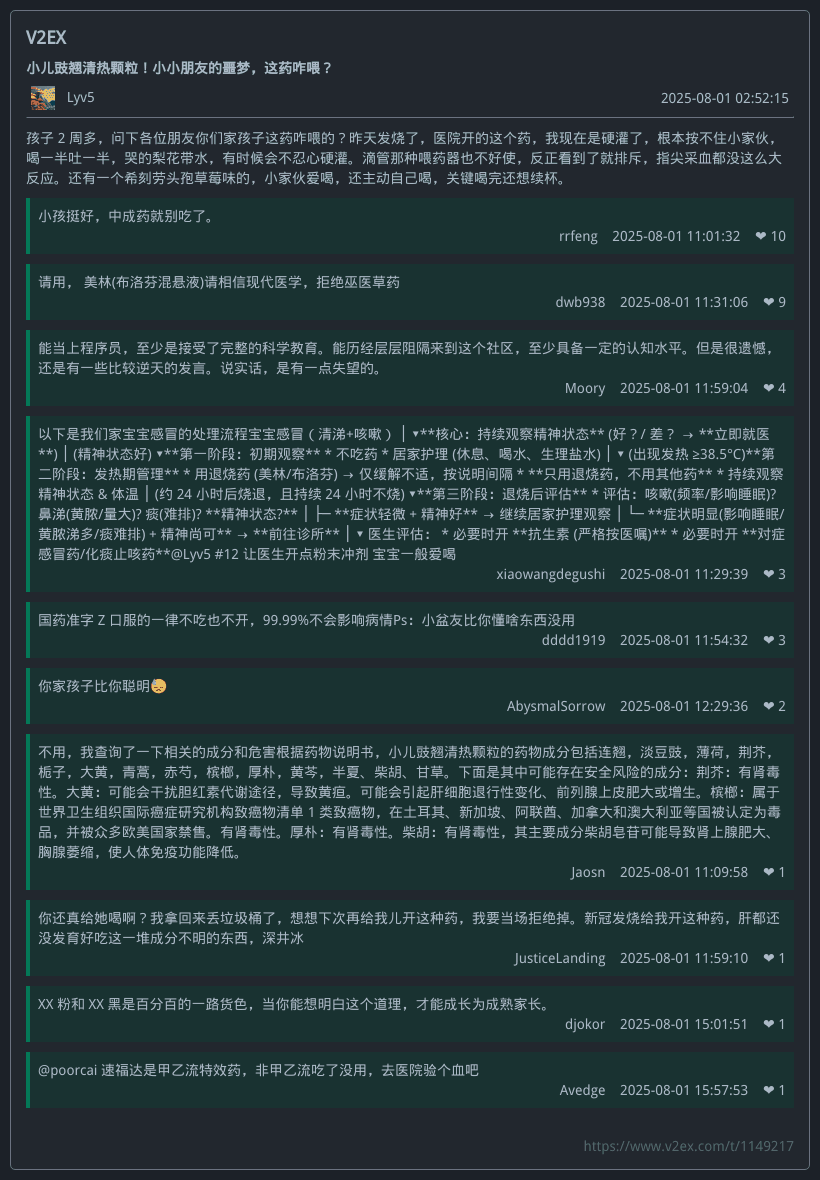 V2EX
小儿豉翘清热颗粒！小小朋友的噩梦，这药咋喂？
Lyv5 2025-08-01 02:52:15
孩子 2 周多，问下各位朋友你们家孩子这药咋喂的？昨天发烧了，医院开的这个药，我现在是硬灌了，根本按不住小家伙，
喝一半吐一半，哭的梨花带水，有时候会不忍心硬灌。滴管那种喂药器也不好使，反正看到了就排斥，指尖采血都没这么大
反应。还有一个希刻劳头孢草莓味的，小家伙爱喝，还主动自己喝，关键喝完还想续杯。
小孩挺好，中成药就别吃了。
rrfeng 2025-08-01 11:01:32 ❤ 10
请用， 美林(布洛芬混悬液)请相信现代医学，拒绝巫医草药
dwb938 2025-08-01 11:31:06 ❤ 9
能当上程序员，至少是接受了完整的科学教育。能历经层层阻隔来到这个社区，至少具备一定的认知水平。但是很遗憾，
还是有一些比较逆天的发言。说实话，是有一点失望的。
Moory 2025-08-01 11:59:04 ❤ 4
以下是我们家宝宝感冒的处理流程宝宝感冒（清涕+咳嗽）│ ▾**核心：持续观察精神状态** (好？/ 差？ → **立即就医
**) │ (精神状态好) ▾**第一阶段：初期观察** * 不吃药 * 居家护理 (休息、喝水、生理盐水) │ ▾ (出现发热 ≥38.5°C)**第
二阶段：发热期管理** * 用退烧药 (美林/布洛芬) → 仅缓解不适，按说明间隔 * **只用退烧药，不用其他药** * 持续观察
精神状态 & 体温 │ (约 24 小时后烧退，且持续 24 小时不烧) ▾**第三阶段：退烧后评估** * 评估：咳嗽(频率/影响睡眠)?
鼻涕(黄脓/量大)? 痰(难排)? **精神状态?** │ ├─ **症状轻微 + 精神好** → 继续居家护理观察 │ └─ **症状明显(影响睡眠/
黄脓涕多/痰难排) + 精神尚可** → **前往诊所** │ ▾ 医生评估： * 必要时开 **抗生素 (严格按医嘱)** * 必要时开 **对症
感冒药/化痰止咳药**@Lyv5 #12 让医生开点粉末冲剂 宝宝一般爱喝
xiaowangdegushi 2025-08-01 11:29:39 ❤ 3
国药准字 Z 口服的一律不吃也不开，99.99%不会影响病情Ps：小盆友比你懂啥东西没用
dddd1919 2025-08-01 11:54:32 ❤ 3
你家孩子比你聪明😓
AbysmalSorrow 2025-08-01 12:29:36 ❤ 2
不用，我查询了一下相关的成分和危害根据药物说明书，小儿豉翘清热颗粒的药物成分包括连翘，淡豆豉，薄荷，荆芥，
栀子，大黄，青蒿，赤芍，槟榔，厚朴，黄芩，半夏、柴胡、甘草。下面是其中可能存在安全风险的成分：荆芥：有肾毒
性。大黄：可能会干扰胆红素代谢途径，导致黄疸。可能会引起肝细胞退行性变化、前列腺上皮肥大或增生。槟榔：属于
世界卫生组织国际癌症研究机构致癌物清单 1 类致癌物，在土耳其、新加坡、阿联酋、加拿大和澳大利亚等国被认定为毒
品，并被众多欧美国家禁售。有肾毒性。厚朴：有肾毒性。柴胡：有肾毒性，其主要成分柴胡皂苷可能导致肾上腺肥大、
胸腺萎缩，使人体免疫功能降低。
Jaosn 2025-08-01 11:09:58 ❤ 1
你还真给她喝啊？我拿回来丢垃圾桶了，想想下次再给我儿开这种药，我要当场拒绝掉。新冠发烧给我开这种药，肝都还
没发育好吃这一堆成分不明的东西，深井冰
JusticeLanding 2025-08-01 11:59:10 ❤ 1
XX 粉和 XX 黑是百分百的一路货色，当你能想明白这个道理，才能成长为成熟家长。
djokor 2025-08-01 15:01:51 ❤ 1
@poorcai 速福达是甲乙流特效药，非甲乙流吃了没用，去医院验个血吧
Avedge 2025-08-01 15:57:53 ❤ 1
https://www.v2ex.com/t/1149217